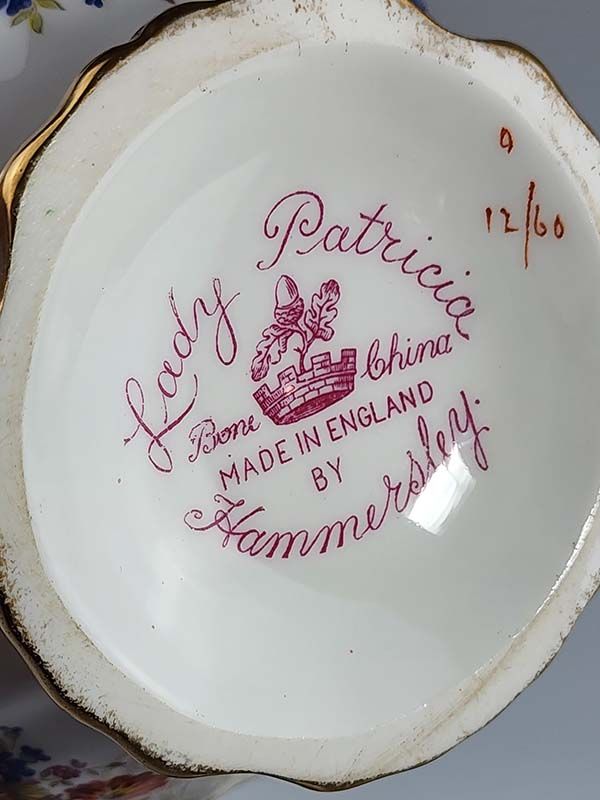 9
12/60
Lady Patricia
Bone China
MADE IN ENGLAND
BY
Hammersley.